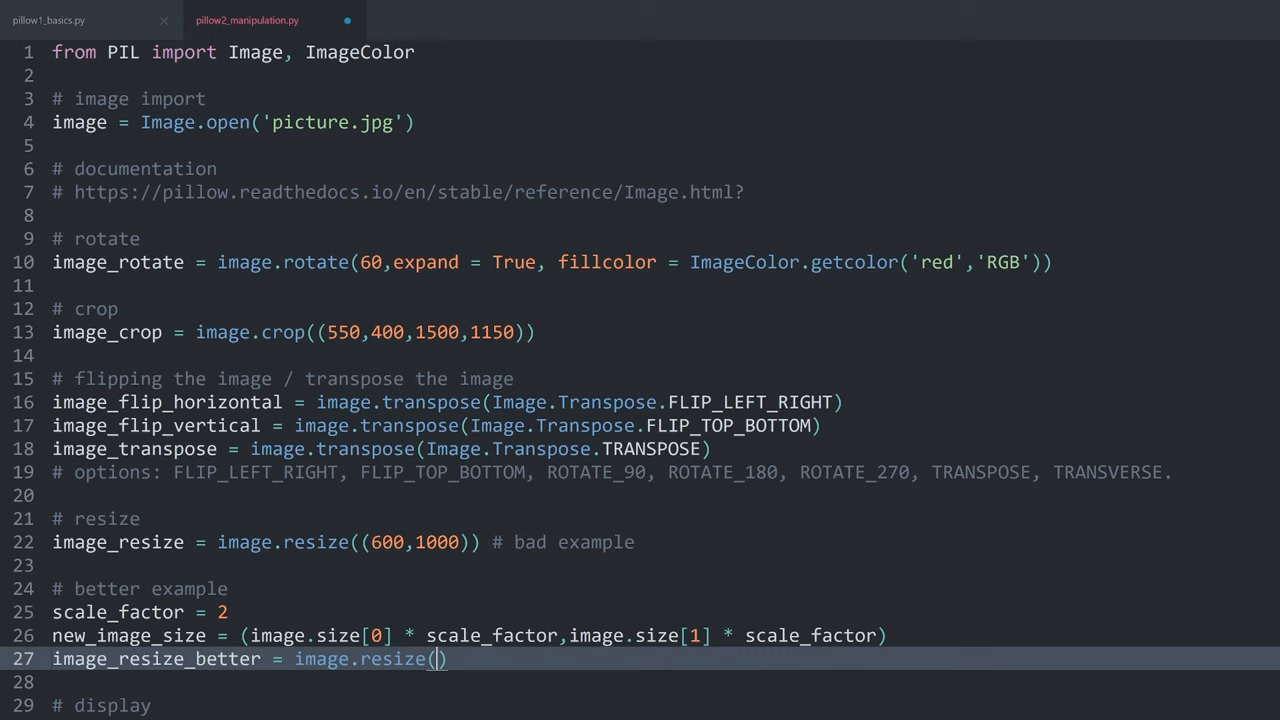 pillow1_basics.py × pillow2_manipulation.py
1 from PIL import Image, ImageColor
2
3 # image import
4 image = Image.open('picture.jpg')
5
6 # documentation
7 # https://pillow.readthedocs.io/en/stable/reference/Image.html?
8
9 # rotate
10 image_rotate = image.rotate(60,expand = True, fillcolor = ImageColor.getcolor('red','RGB'))
11
12 # crop
13 image_crop = image.crop((550,400,1500,1150))
14
15 # flipping the image / transpose the image
16 image_flip_horizontal = image.transpose(Image.Transpose.FLIP_LEFT_RIGHT)
17 image_flip_vertical = image.transpose(Image.Transpose.FLIP_TOP_BOTTOM)
18 image_transpose = image.transpose(Image.Transpose.TRANSPOSE)
19 # options: FLIP_LEFT_RIGHT, FLIP_TOP_BOTTOM, ROTATE_90, ROTATE_180, ROTATE_270, TRANSPOSE, TRANSVERSE.
20
21 # resize
22 image_resize = image.resize((600,1000)) # bad example
23
24 # better example
25 scale_factor = 2
26 new_image_size = (image.size[0] * scale_factor,image.size[1] * scale_factor)
27 image_resize_better = image.resize()
28
29 # display